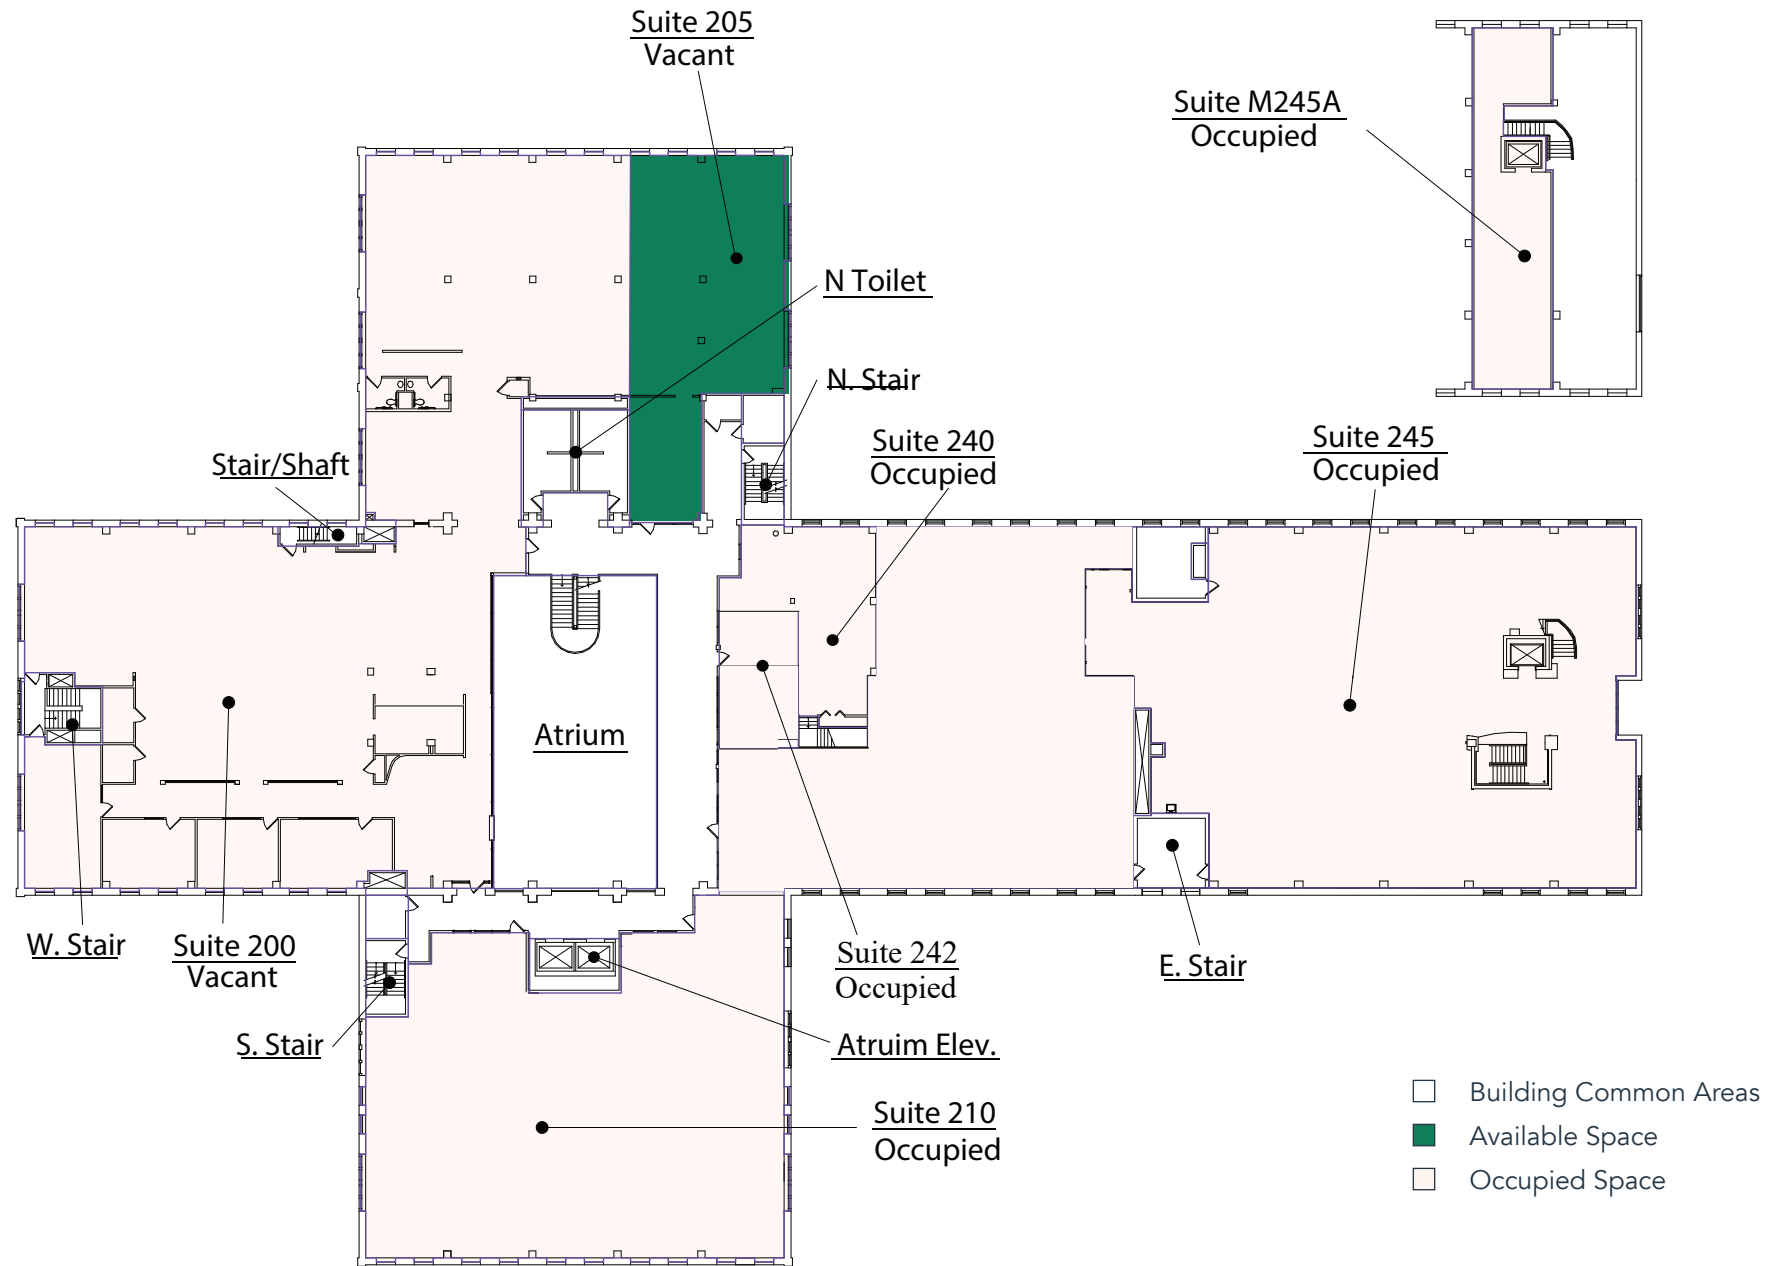 Suite 205
Vacant
Suite M245A
Occupied
N Toilet
N. Stair
Suite 240
Occupied
Suite 245
Occupied
Stair/Shaft
Atrium
W. Stair
Suite 200
Vacant
Suite 242
Occupied
E. Stair
S. Stair
Atruim Elev.
Suite 210
Occupied
Building Common Areas
Available Space
Occupied Space